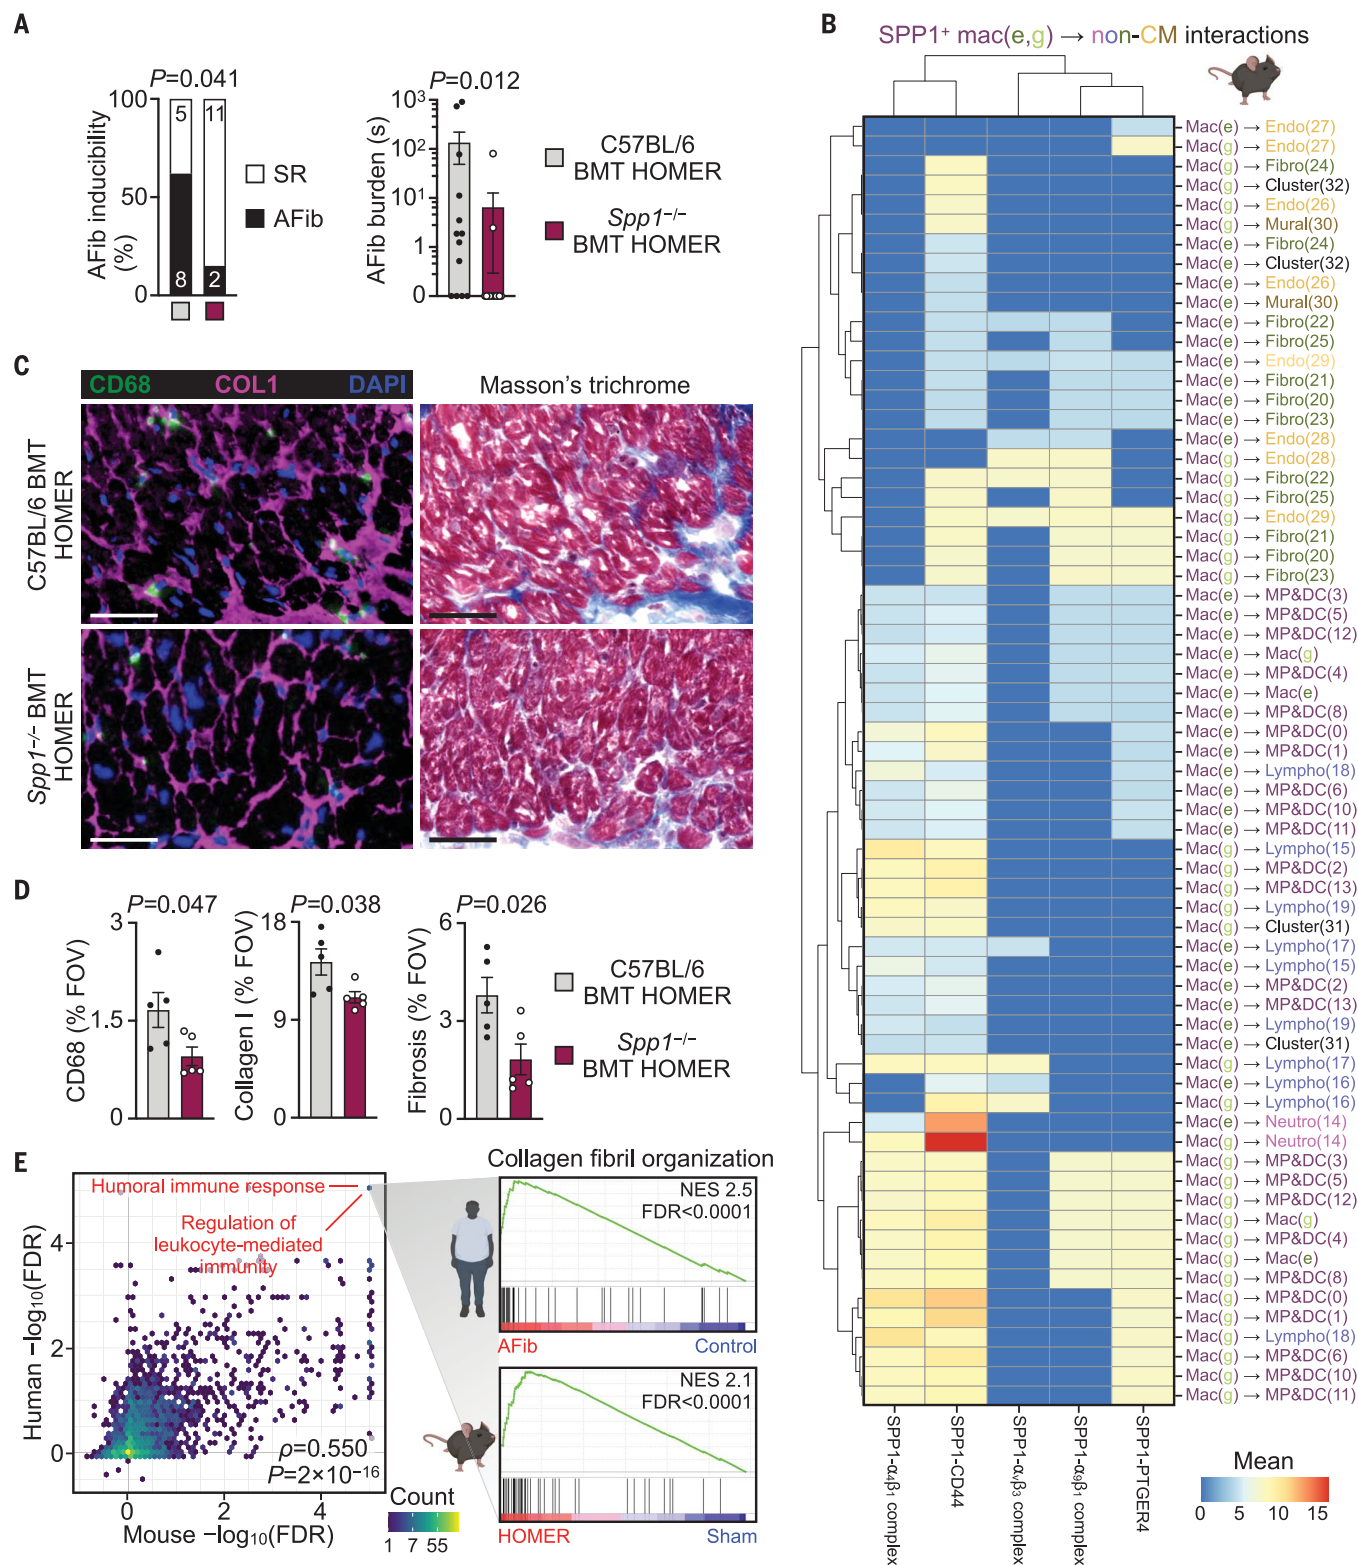 A
P=0.041
AFib inducibility
(%)
100
50
0
5
11
8
2
SR
AFib
P=0.012
AFib burden (s)
10³
10²
10¹
1
0
C57BL/6
BMT HOMER
Spp1⁻/⁻
BMT HOMER
B
SPP1⁺ mac(e,g) → non-CM interactions
Mac(e) → Endo(27)
Mac(g) → Endo(27)
Mac(g) → Fibro(24)
Mac(g) → Cluster(32)
Mac(g) → Endo(26)
Mac(g) → Mural(30)
Mac(e) → Fibro(24)
Mac(e) → Cluster(32)
Mac(e) → Endo(26)
Mac(e) → Mural(30)
Mac(e) → Fibro(22)
Mac(e) → Fibro(25)
Mac(e) → Endo(29)
Mac(e) → Fibro(21)
Mac(e) → Fibro(20)
Mac(e) → Fibro(23)
Mac(e) → Endo(28)
Mac(g) → Endo(28)
Mac(g) → Fibro(22)
Mac(g) → Fibro(25)
Mac(g) → Endo(29)
Mac(g) → Fibro(21)
Mac(g) → Fibro(20)
Mac(g) → Fibro(23)
Mac(e) → MP&DC(3)
Mac(e) → MP&DC(5)
Mac(e) → MP&DC(12)
Mac(e) → Mac(g)
Mac(e) → MP&DC(4)
Mac(e) → Mac(e)
Mac(e) → MP&DC(8)
Mac(e) → MP&DC(0)
Mac(e) → MP&DC(1)
Mac(e) → Lympho(18)
Mac(e) → MP&DC(6)
Mac(e) → MP&DC(10)
Mac(e) → MP&DC(11)
Mac(g) → Lympho(15)
Mac(g) → MP&DC(2)
Mac(g) → MP&DC(13)
Mac(g) → Lympho(19)
Mac(g) → Cluster(31)
Mac(e) → Lympho(17)
Mac(e) → Lympho(15)
Mac(e) → MP&DC(2)
Mac(e) → MP&DC(13)
Mac(e) → Lympho(19)
Mac(e) → Cluster(31)
Mac(g) → Lympho(17)
Mac(e) → Lympho(16)
Mac(g) → Lympho(16)
Mac(e) → Neutro(14)
Mac(g) → Neutro(14)
Mac(g) → MP&DC(3)
Mac(g) → MP&DC(5)
Mac(g) → MP&DC(12)
Mac(g) → Mac(g)
Mac(g) → MP&DC(4)
Mac(g) → Mac(e)
Mac(g) → MP&DC(8)
Mac(g) → MP&DC(0)
Mac(g) → MP&DC(1)
Mac(g) → Lympho(18)
Mac(g) → MP&DC(6)
Mac(g) → MP&DC(10)
Mac(g) → MP&DC(11)
SPP1-α₄β₁ complex
SPP1-CD44
SPP1-αᵥβ₃ complex
SPP1-α₉β₁ complex
SPP1-PTGER4
Mean
0 5 10 15
C
CD68 COL1 DAPI
Masson's trichrome
C57BL/6 BMT
HOMER
Spp1⁻/⁻ BMT
HOMER
D
P=0.047
CD68 (% FOV)
3
1.5
0
P=0.038
Collagen I (% FOV)
18
9
0
P=0.026
Fibrosis (% FOV)
6
3
0
C57BL/6
BMT HOMER
Spp1⁻/⁻
BMT HOMER
E
Humoral immune response
Regulation of
leukocyte-mediated
immunity
Human −log₁₀(FDR)
4
2
0
ρ=0.550
P=2×10⁻¹⁶
0 2 4
Mouse −log₁₀(FDR)
Count
1 7 55
Collagen fibril organization
NES 2.5
FDR<0.0001
AFib Control
NES 2.1
FDR<0.0001
HOMER Sham